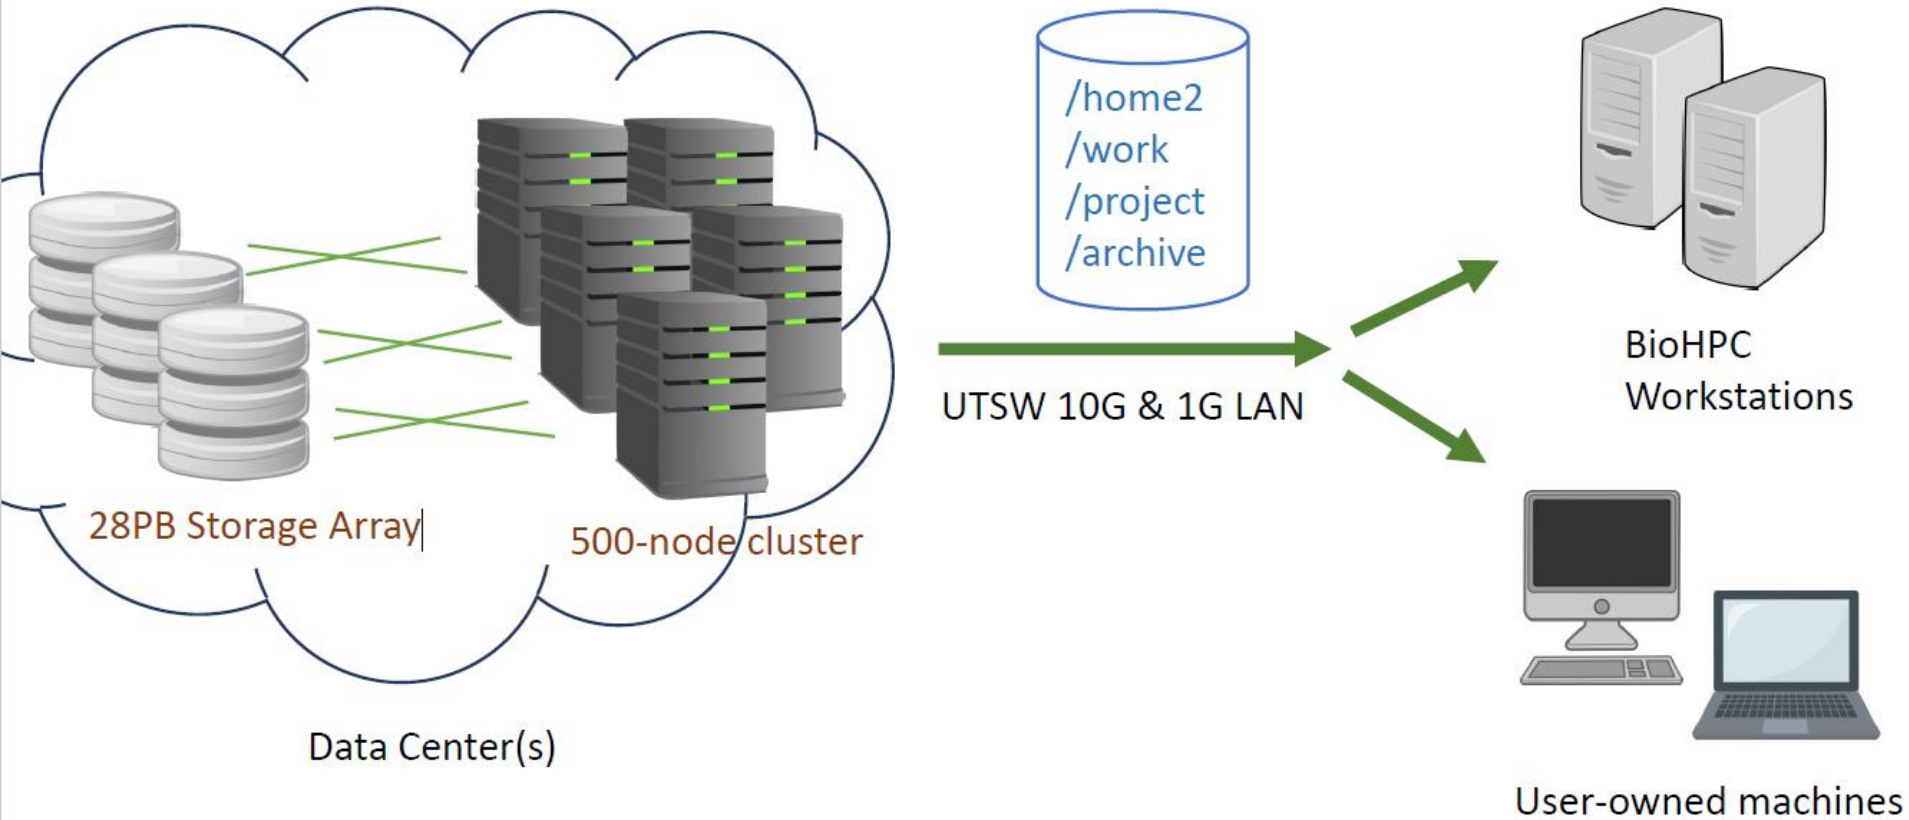 /home2
/work
/project
/archive
28PB Storage Array
500-node cluster
Data Center(s)
UTSW 10G & 1G LAN
BioHPC
Workstations
User-owned machines